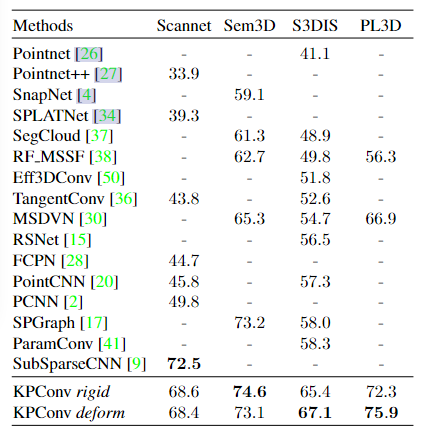 Methods Scannet Sem3D S3DIS PL3D
Pointnet [26] - - 41.1 -
Pointnet++ [27] 33.9 - - -
SnapNet [4] - 59.1 - -
SPLATNet [34] 39.3 - - -
SegCloud [37] - 61.3 48.9 -
RF_MSSF [38] - 62.7 49.8 56.3
Eff3DConv [50] - - 51.8 -
TangentConv [36] 43.8 - 52.6 -
MSDVN [30] - 65.3 54.7 66.9
RSNet [15] - - 56.5 -
FCPN [28] 44.7 - - -
PointCNN [20] 45.8 - 57.3 -
PCNN [2] 49.8 - - -
SPGraph [17] - 73.2 58.0 -
ParamConv [41] - - 58.3 -
SubSparseCNN [9] 72.5 - - -
KPConv rigid 68.6 74.6 65.4 72.3
KPConv deform 68.4 73.1 67.1 75.9